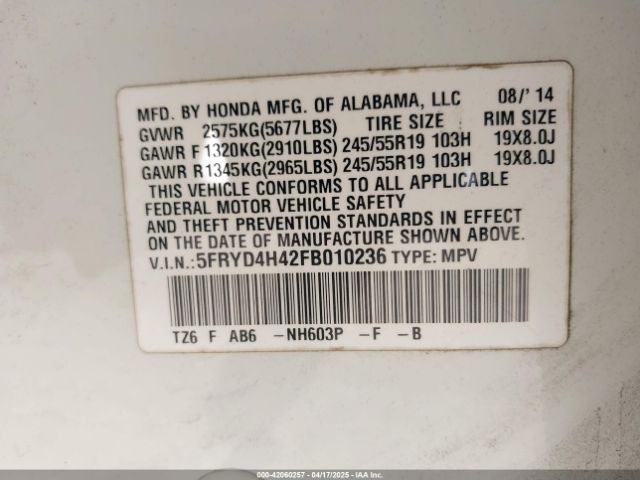 MFD. BY HONDA MFG. OF ALABAMA, LLC 08/'14
GVWR 2575KG(5677LBS) TIRE SIZE RIM SIZE
GAWR F1320KG(2910LBS) 245/55R19 103H 19X8.0J
GAWR R1345KG(2965LBS) 245/55R19 103H 19X8.0J
THIS VEHICLE CONFORMS TO ALL APPLICABLE
FEDERAL MOTOR VEHICLE SAFETY
AND THEFT PREVENTION STANDARDS IN EFFECT
ON THE DATE OF MANUFACTURE SHOWN ABOVE.
V.I.N.: 5FRYD4H42FB010236 TYPE: MPV
TZ6 F AB6 -NH603P -F -B
000-42060257 - 04/17/2025 - IAAI Inc.